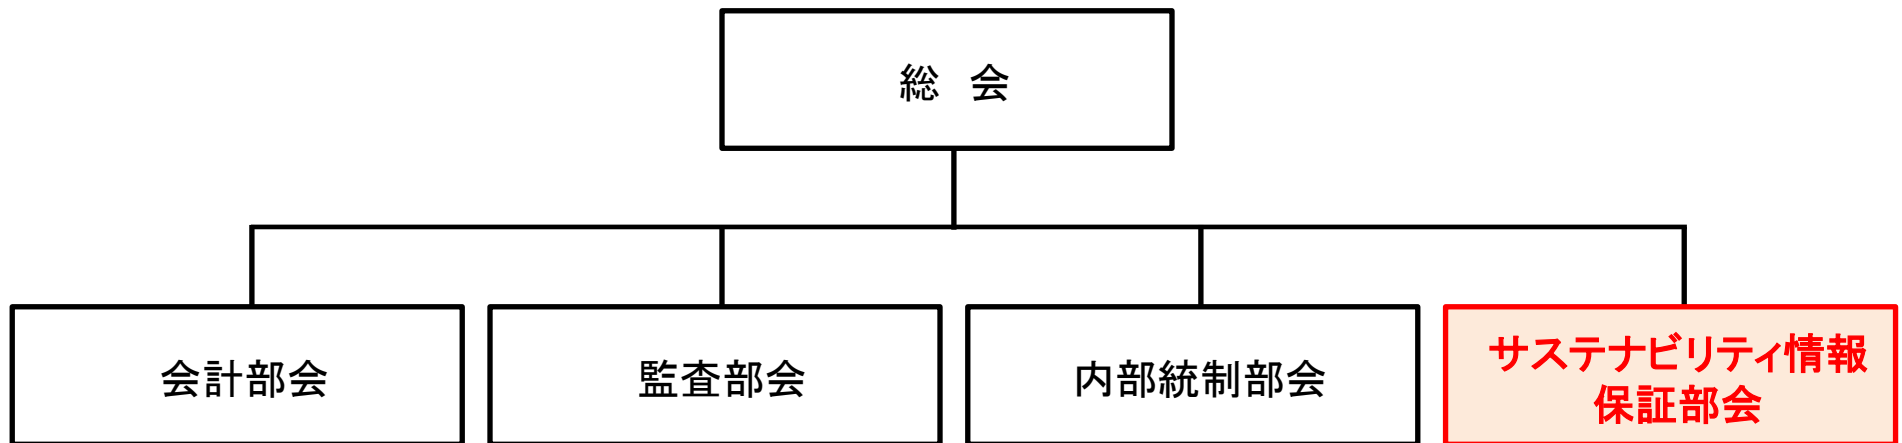 総　会
会計部会
監査部会
内部統制部会
サステナビリティ情報
保証部会